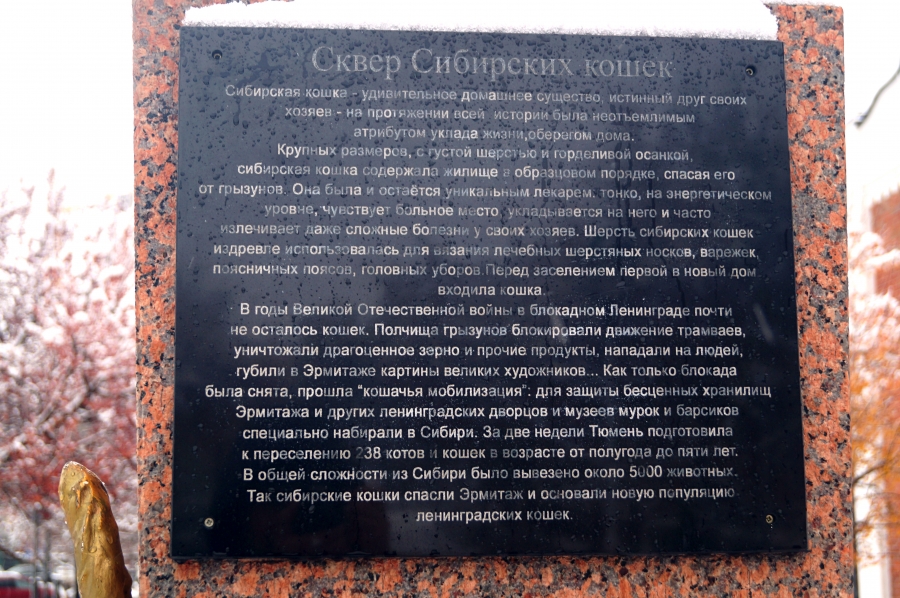 Сквер Сибирских кошек
Сибирская кошка - удивительное домашнее существо, истинный друг своих
хозяев - на протяжении всей истории была неотъемлимым
атрибутом уклада жизни,оберегом дома.
Крупных размеров, с густой шерстью и горделивой осанкой,
сибирская кошка содержала жилище в образцовом порядке, спасая его
от грызунов. Она была и остаётся уникальным лекарем: тонко, на энергетическом
уровне, чувствует больное место, укладывается на него и часто
излечивает даже сложные болезни у своих хозяев. Шерсть сибирских кошек
издревле использовалась для вязания лечебных шерстяных носков, варежек,
поясничных поясов, головных уборов.Перед заселением первой в новый дом
входила кошка.
В годы Великой Отечественной войны в блокадном Ленинграде почти
не осталось кошек. Полчища грызунов блокировали движение трамваев,
уничтожали драгоценное зерно и прочие продукты, нападали на людей,
губили в Эрмитаже картины великих художников... Как только блокада
была снята, прошла "кошачья мобилизация": для защиты бесценных хранилищ
Эрмитажа и других ленинградских дворцов и музеев мурок и барсиков
специально набирали в Сибири. За две недели Тюмень подготовила
к переселению 238 котов и кошек в возрасте от полугода до пяти лет.
В общей сложности из Сибири было вывезено около 5000 животных.
Так сибирские кошки спасли Эрмитаж и основали новую популяцию
ленинградских кошек.